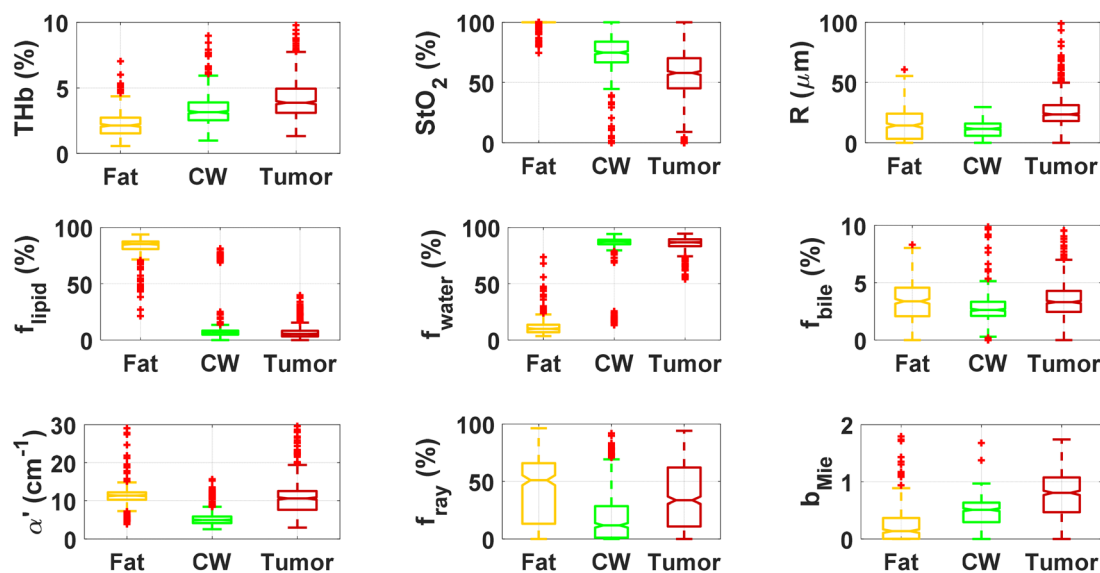 THb (%)
10
5
0
Fat CW Tumor
StO2 (%)
100
50
0
Fat CW Tumor
R (μm)
100
50
0
Fat CW Tumor
flipid (%)
100
50
0
Fat CW Tumor
fwater (%)
100
50
0
Fat CW Tumor
fbile (%)
10
5
0
Fat CW Tumor
α' (cm-1)
30
20
10
0
Fat CW Tumor
fray (%)
100
50
0
Fat CW Tumor
bMie
2
1
0
Fat CW Tumor